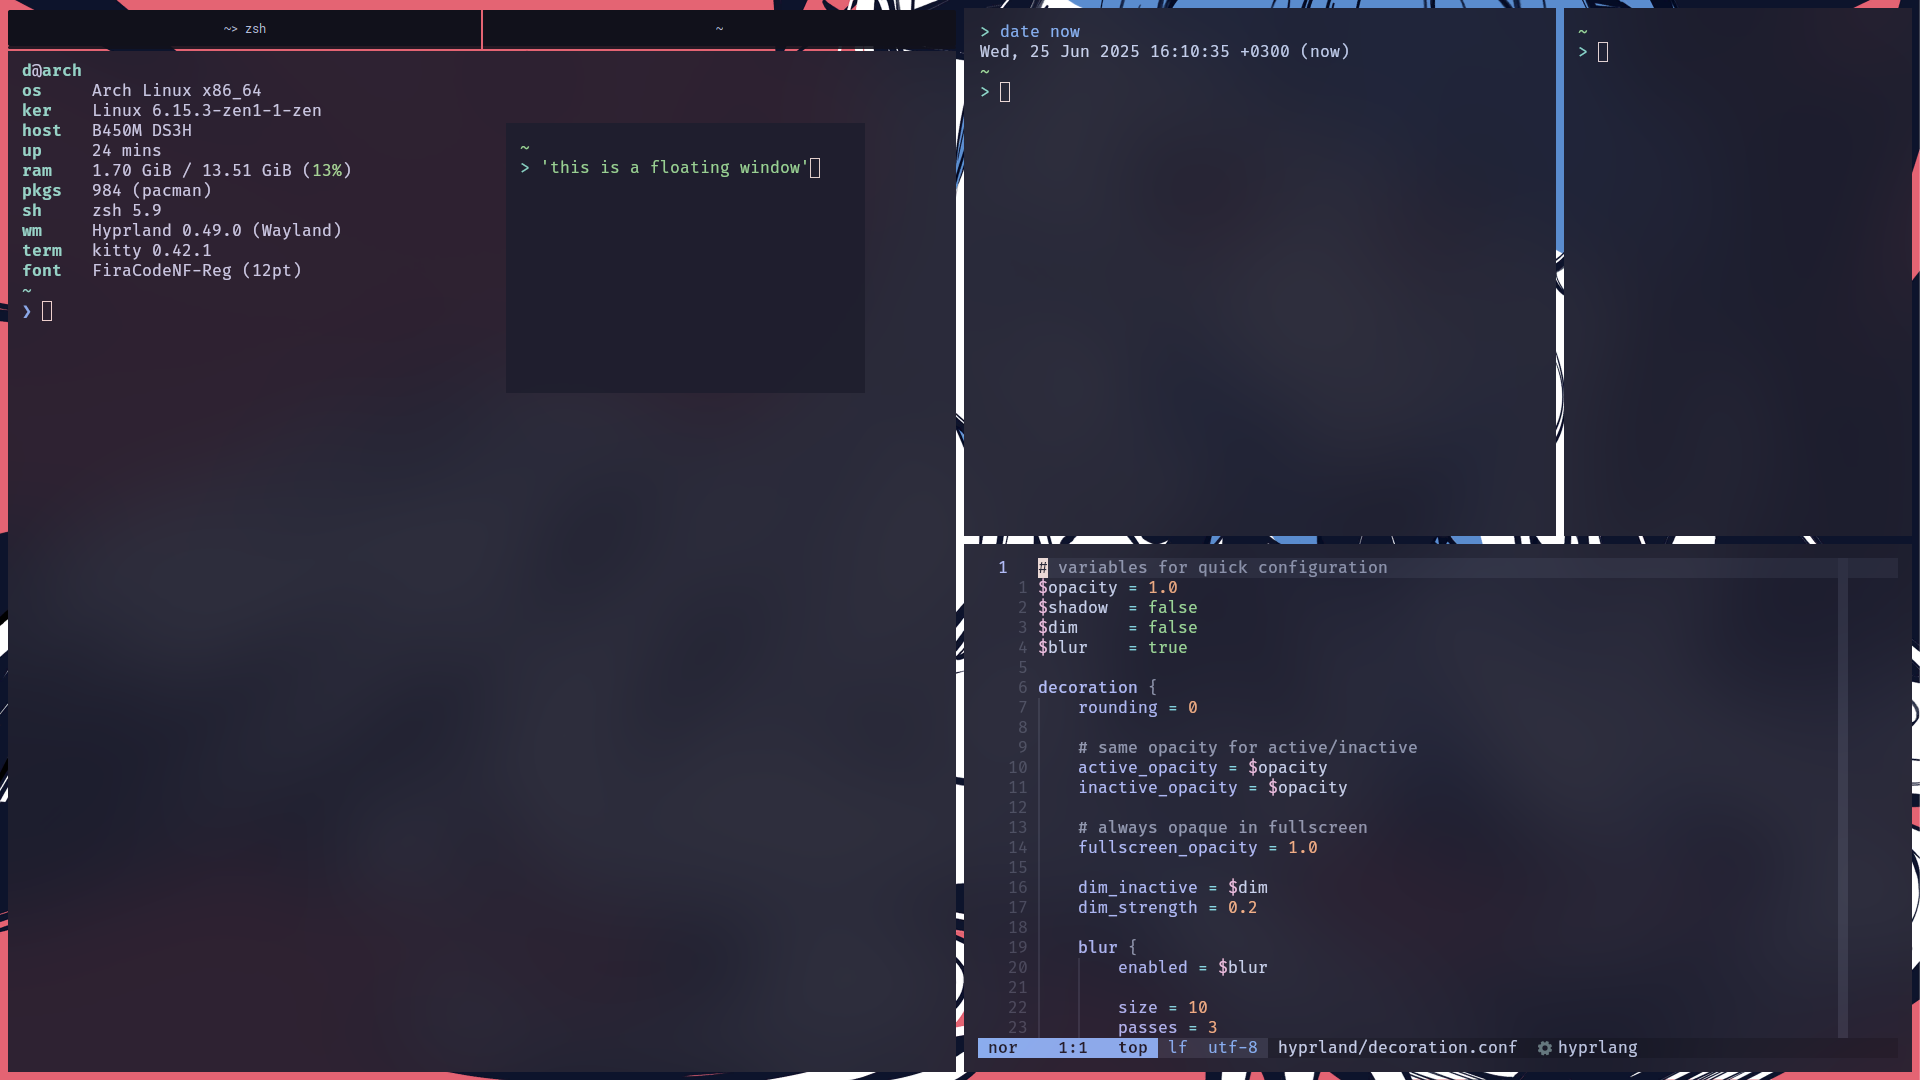 ~> zsh
~
d@arch
os Arch Linux x86_64
ker Linux 6.15.3-zen1-1-zen
host B450M DS3H
up 24 mins
ram 1.70 GiB / 13.51 GiB (13%)
pkgs 984 (pacman)
sh zsh 5.9
wm Hyprland 0.49.0 (Wayland)
term kitty 0.42.1
font FiraCodeNF-Reg (12pt)
~
❯
~
> 'this is a floating window'
> date now
Wed, 25 Jun 2025 16:10:35 +0300 (now)
~
>
~
>
1 # variables for quick configuration
1 $opacity = 1.0
2 $shadow  = false
3 $dim     = false
4 $blur    = true
5
6 decoration {
7     rounding = 0
8
9     # same opacity for active/inactive
10     active_opacity = $opacity
11     inactive_opacity = $opacity
12
13     # always opaque in fullscreen
14     fullscreen_opacity = 1.0
15
16     dim_inactive = $dim
17     dim_strength = 0.2
18
19     blur {
20         enabled = $blur
21
22         size = 10
23         passes = 3
nor 1:1 top lf utf-8 hyprland/decoration.conf hyprlang